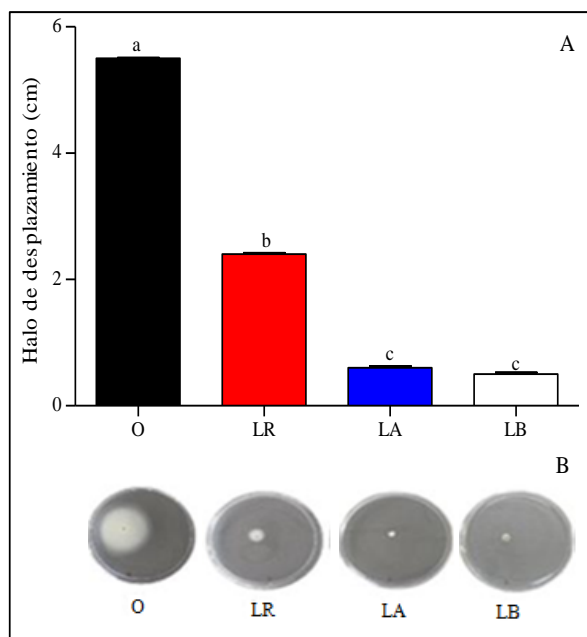 A
Halo de desplazamiento (cm)
6
4
2
0
a
b
c
c
O LR LA LB
B
O LR LA LB